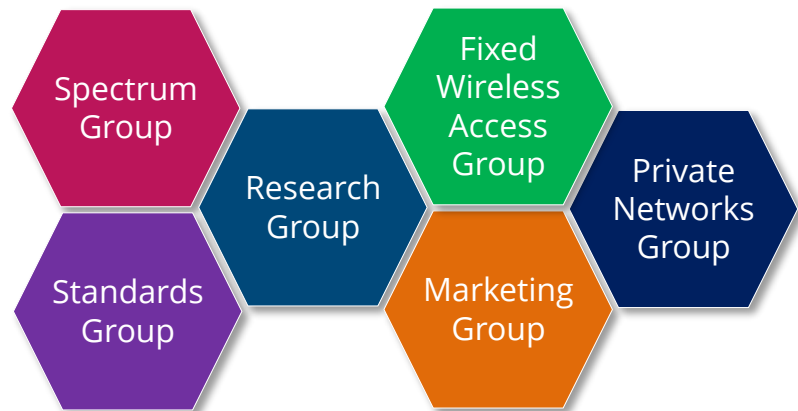 Spectrum
Group
Standards
Group
Research
Group
Fixed
Wireless
Access
Group
Marketing
Group
Private
Networks
Group